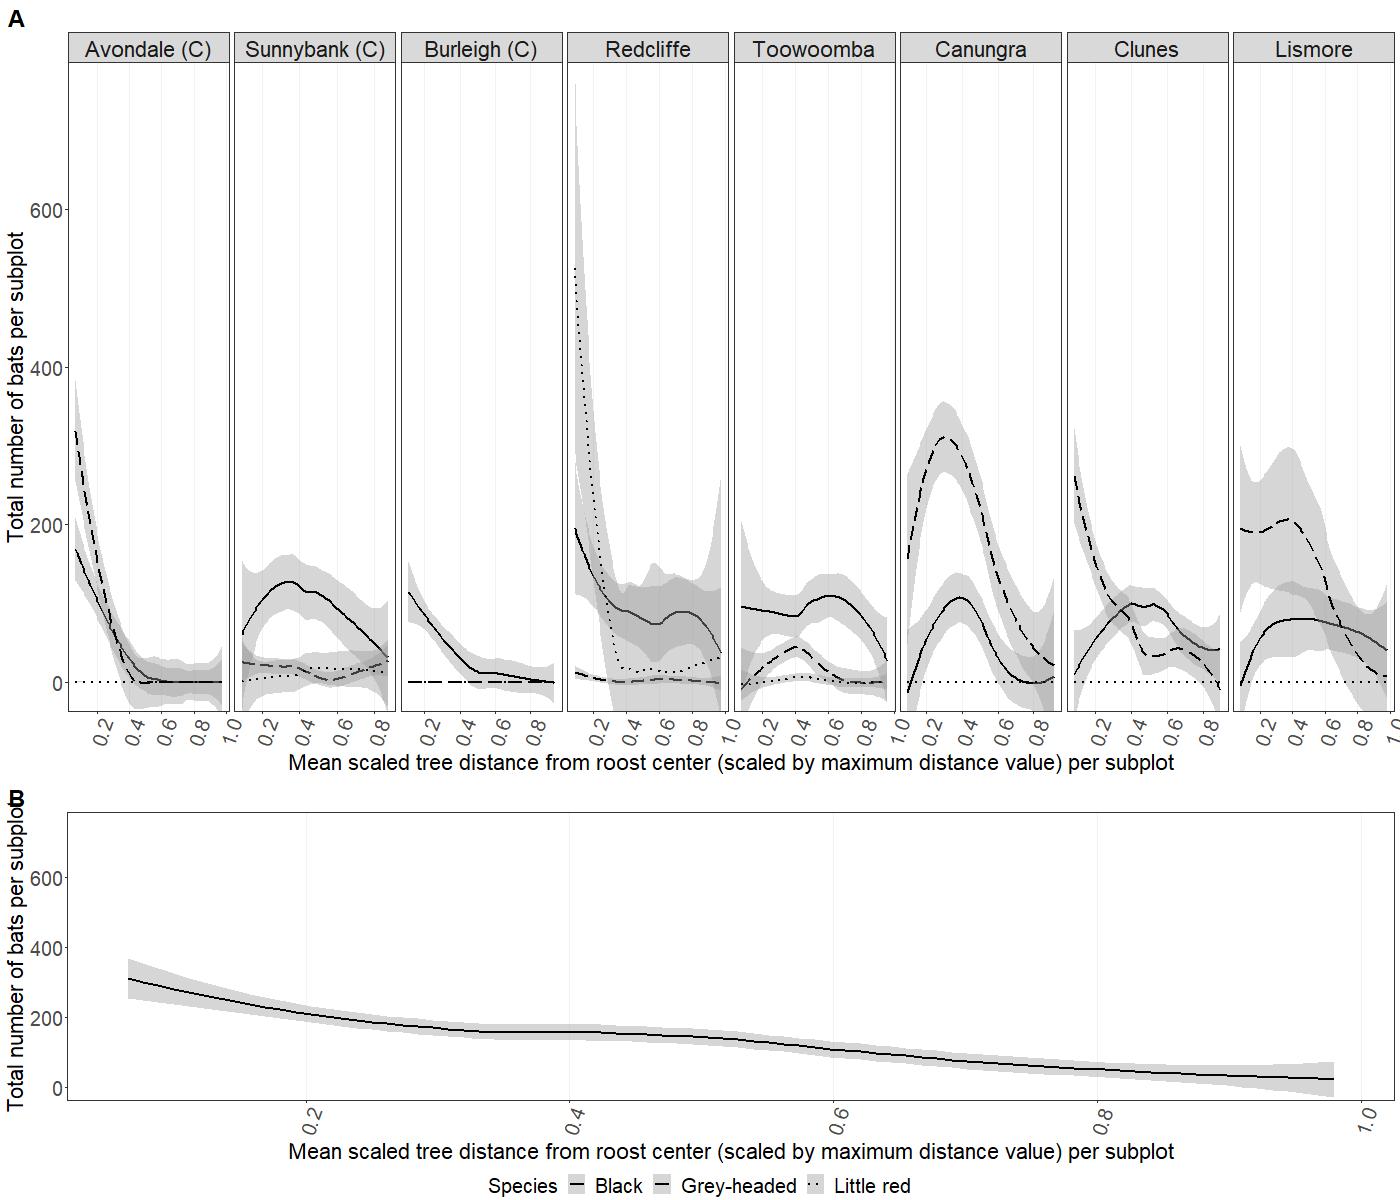 A
Avondale (C) Sunnybank (C) Burleigh (C) Redcliffe Toowoomba Canungra Clunes Lismore
Total number of bats per subplot
600
400
200
0
0.2 0.4 0.6 0.8 1.0 0.2 0.4 0.6 0.8 0.2 0.4 0.6 0.8 0.2 0.4 0.6 0.8 1.0 0.2 0.4 0.6 0.8 1.0 0.2 0.4 0.6 0.8 0.2 0.4 0.6 0.8 0.2 0.4 0.6 0.8 1.0
Mean scaled tree distance from roost center (scaled by maximum distance value) per subplot
B
Total number of bats per subplot
600
400
200
0
0.2 0.4 0.6 0.8 1.0
Mean scaled tree distance from roost center (scaled by maximum distance value) per subplot
Species Black Grey-headed Little red